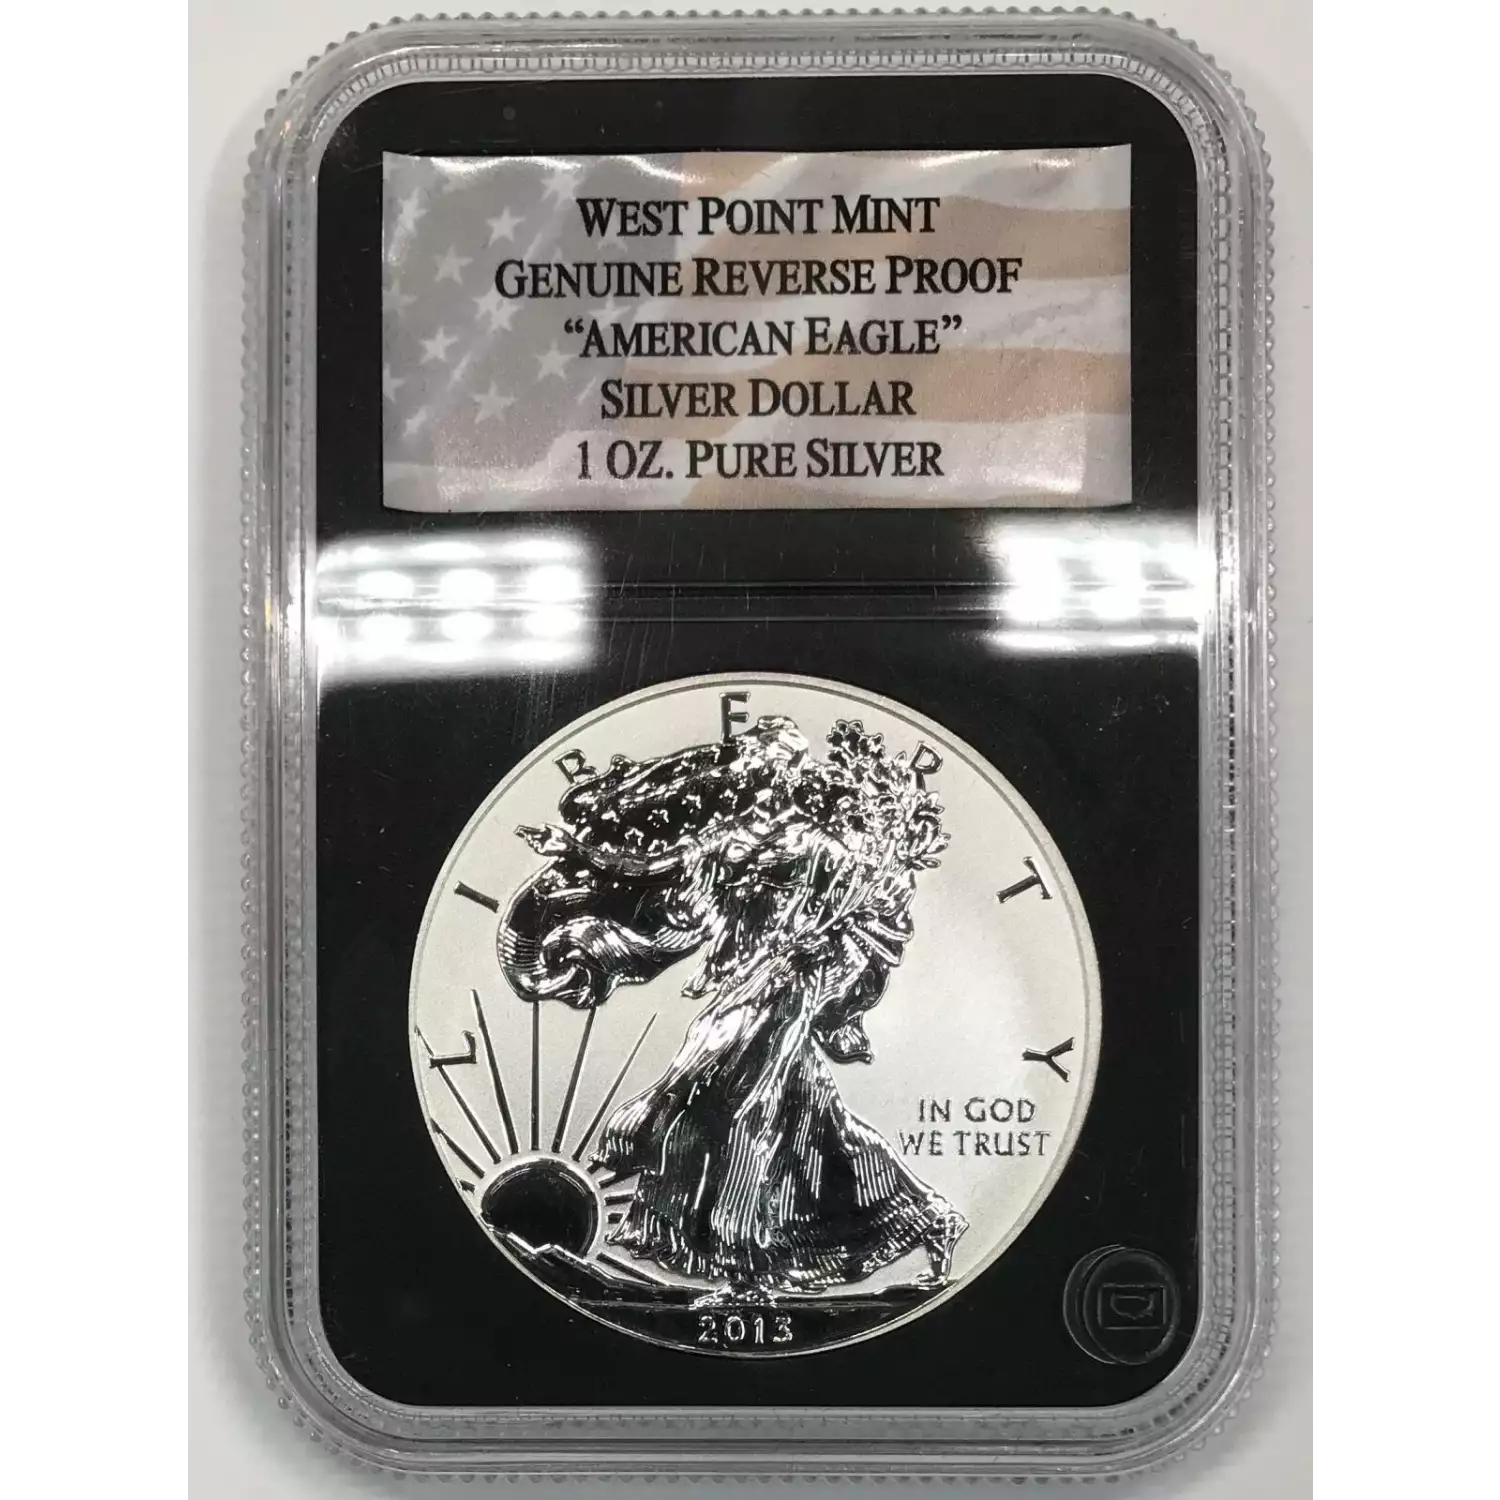 WEST POINT MINT
GENUINE REVERSE PROOF
“AMERICAN EAGLE”
SILVER DOLLAR
1 OZ. PURE SILVER
LIBERTY
IN GOD
WE TRUST
2013